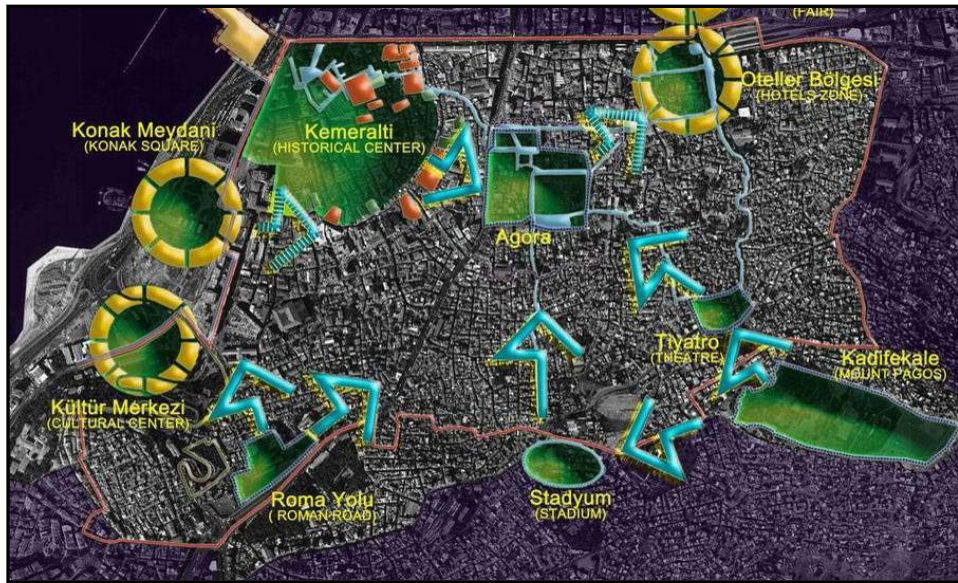 (FAIR)
Oteller Bölgesi
(HOTELS ZONE)
Konak Meydani
(KONAK SQUARE)
Kemeralti
(HISTORICAL CENTER)
Agora
Tiyatro
(THEATRE)
Kadifekale
(MOUNT PAGOS)
Kültür Merkezi
(CULTURAL CENTER)
Roma Yolu
( ROMAN ROAD)
Stadyum
(STADIUM)